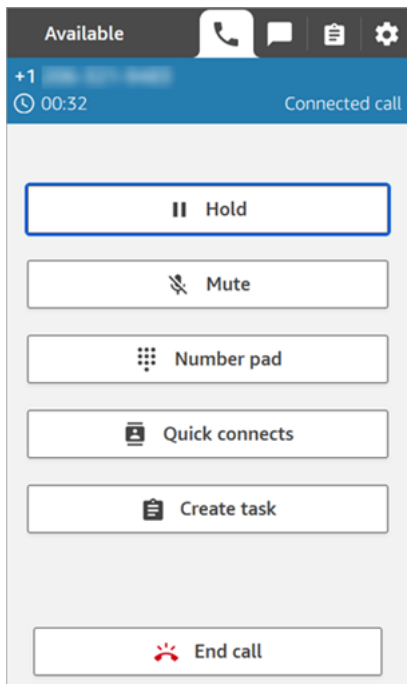 Available
+1
00:32 Connected call
Hold
Mute
Number pad
Quick connects
Create task
End call